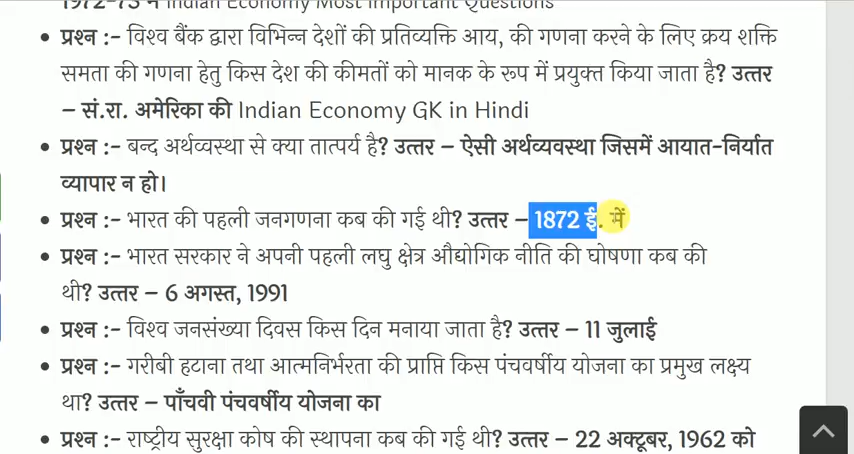 1972-73 में Indian Economy Most Important Questions
प्रश्न :- विश्व बैंक द्वारा विभिन्न देशों की प्रतिव्यक्ति आय, की गणना करने के लिए क्रय शक्ति
समता की गणना हेतु किस देश की कीमतों को मानक के रूप में प्रयुक्त किया जाता है? उत्तर
– सं.रा. अमेरिका की Indian Economy GK in Hindi
प्रश्न :- बन्द अर्थव्वस्था से क्या तात्पर्य है? उत्तर – ऐसी अर्थव्यवस्था जिसमें आयात-निर्यात
व्यापार न हो।
प्रश्न :- भारत की पहली जनगणना कब की गई थी? उत्तर – 1872 ई. में
प्रश्न :- भारत सरकार ने अपनी पहली लघु क्षेत्र औद्योगिक नीति की घोषणा कब की
थी? उत्तर – 6 अगस्त, 1991
प्रश्न :- विश्व जनसंख्या दिवस किस दिन मनाया जाता है? उत्तर – 11 जुलाई
प्रश्न :- गरीबी हटाना तथा आत्मनिर्भरता की प्राप्ति किस पंचवर्षीय योजना का प्रमुख लक्ष्य
था? उत्तर – पाँचवी पंचवर्षीय योजना का
प्रश्न :- राष्ट्रीय सुरक्षा कोष की स्थापना कब की गई थी? उत्तर – 22 अक्टूबर, 1962 को